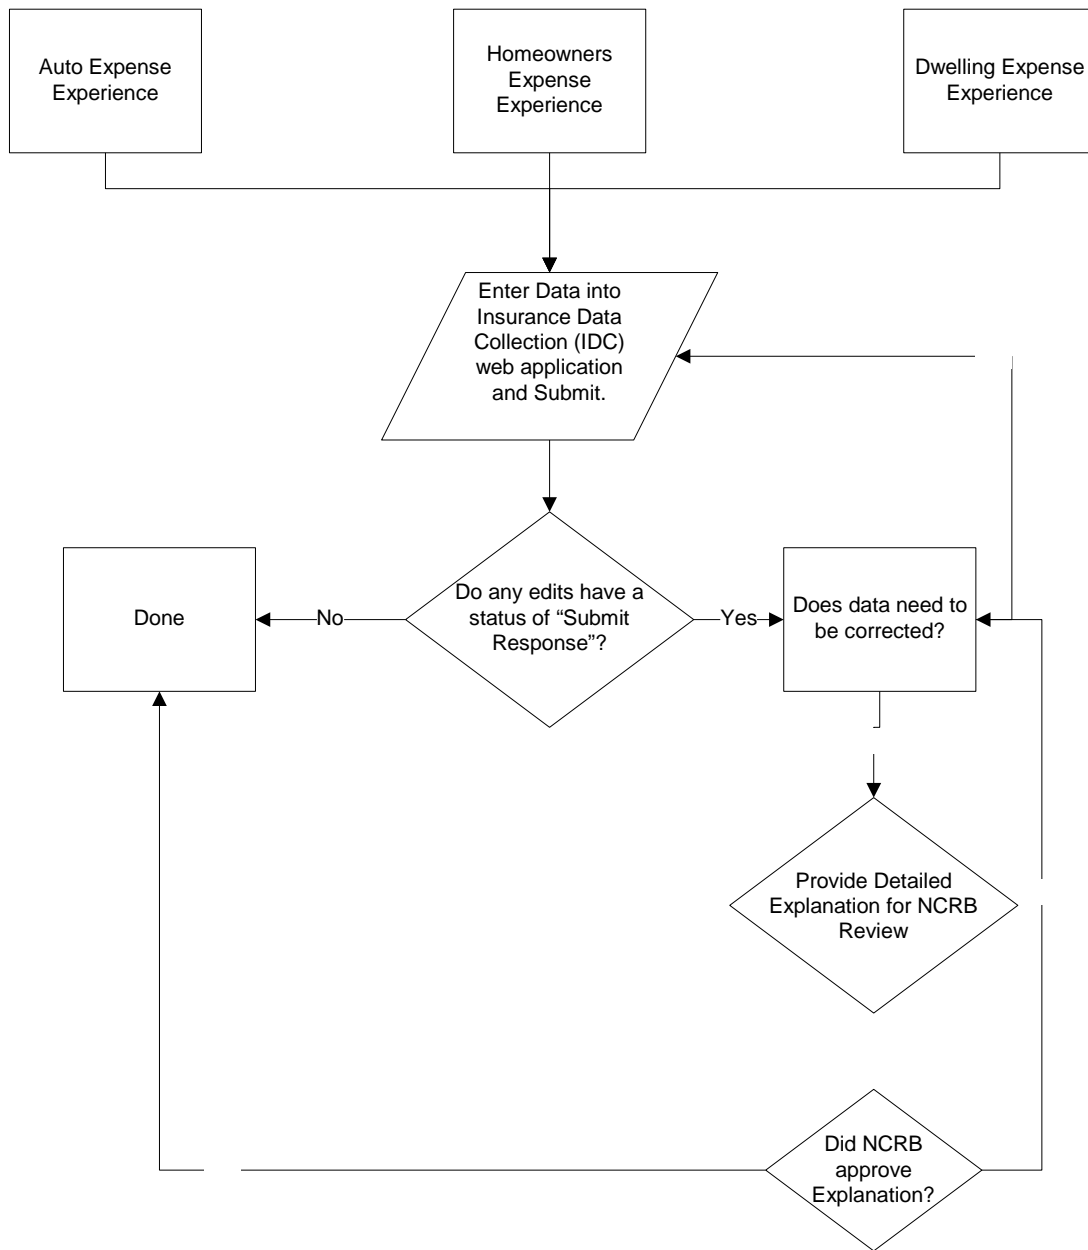 Auto Expense
Experience
Homeowners
Expense
Experience
Dwelling Expense
Experience
Enter Data into
Insurance Data
Collection (IDC)
web application
and Submit.
Done
No
Do any edits have a
status of “Submit
Response”?
Yes
Does data need to
be corrected?
Provide Detailed
Explanation for NCRB
Review
Did NCRB
approve
Explanation?